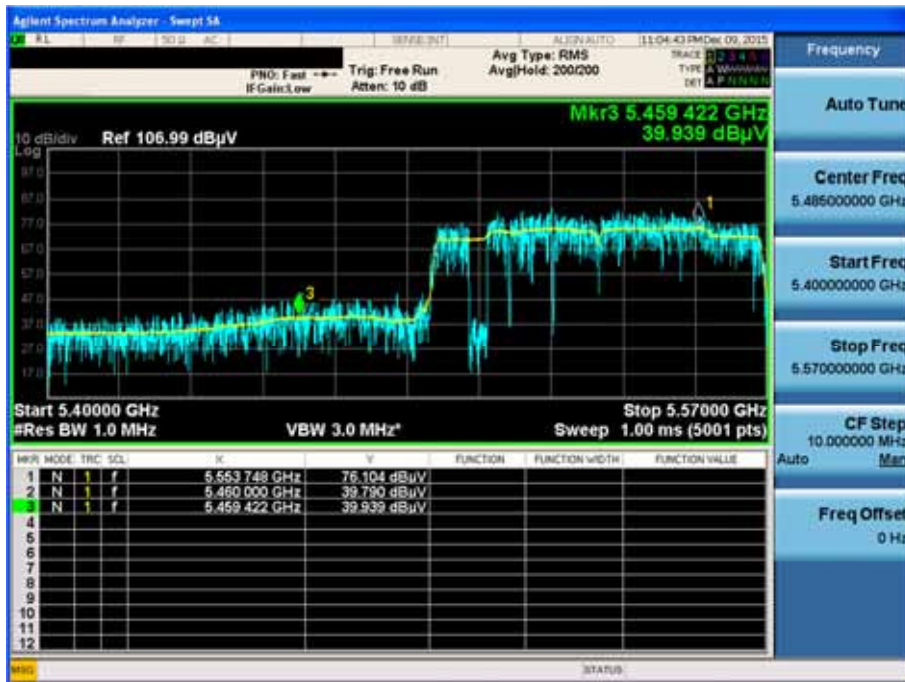 Agilent Spectrum Analyzer - Swept SA
RL RF 50 Ω AC SENSE:INT ALIGN AUTO 11:04:43 PM Dec 09, 2015
Frequency
PNO: Fast
IFGain:Low
Trig: Free Run
Atten: 10 dB
Avg Type: RMS
Avg|Hold: 200/200
TRACE 1 2 3 4 5 6
TYPE A W
DET A P N N N N
Auto Tune
Mkr3 5.459 422 GHz
39.939 dBµV
10 dB/div Ref 106.99 dBµV
Log
97.0
87.0
77.0
67.0
57.0
47.0
37.0
27.0
17.0
1
3
Center Freq
5.485000000 GHz
Start Freq
5.400000000 GHz
Stop Freq
5.570000000 GHz
Start 5.40000 GHz Stop 5.57000 GHz
#Res BW 1.0 MHz VBW 3.0 MHz* Sweep 1.00 ms (5001 pts)
CF Step
10.000000 MHz
Auto Man
MKR MODE TRC SCL X Y FUNCTION FUNCTION WIDTH FUNCTION VALUE
1 N 1 f 5.553 748 GHz 76.104 dBµV
2 N 1 f 5.460 000 GHz 39.790 dBµV
3 N 1 f 5.459 422 GHz 39.939 dBµV
4
5
6
7
8
9
10
11
12
Freq Offset
0 Hz
MSG STATUS